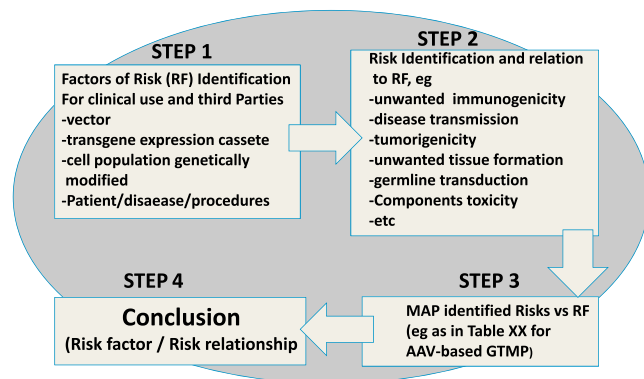 STEP 1
Factors of Risk (RF) Identification
For clinical use and third Parties
-vector
-transgene expression cassete
-cell population genetically
modified
-Patient/disaease/procedures
STEP 2
Risk Identification and relation
to RF, eg
-unwanted immunogenicity
-disease transmission
-tumorigenicity
-unwanted tissue formation
-germline transduction
-Components toxicity
-etc
STEP 3
MAP identified Risks vs RF
(eg as in Table XX for
AAV-based GTMP)
STEP 4
Conclusion
(Risk factor / Risk relationship